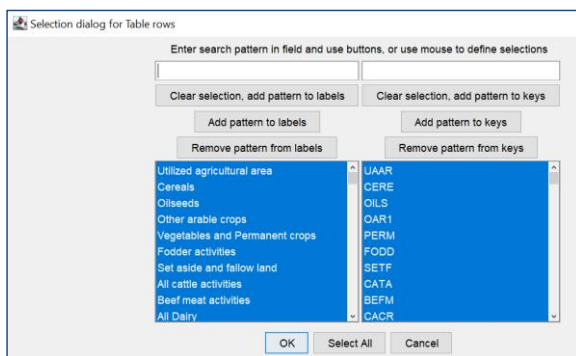 Selection dialog for Table rows
Enter search pattern in field and use buttons, or use mouse to define selections
Clear selection, add pattern to labels Clear selection, add pattern to keys
Add pattern to labels Add pattern to keys
Remove pattern from labels Remove pattern from keys
Utilized agricultural area UAAR
Cereals CERE
Oilseeds OILS
Other arable crops OAR1
Vegetables and Permanent crops PERM
Fodder activities FODD
Set aside and fallow land SETF
All cattle activities CATA
Beef meat activities BEFM
All Dairy CACR
OK Select All Cancel